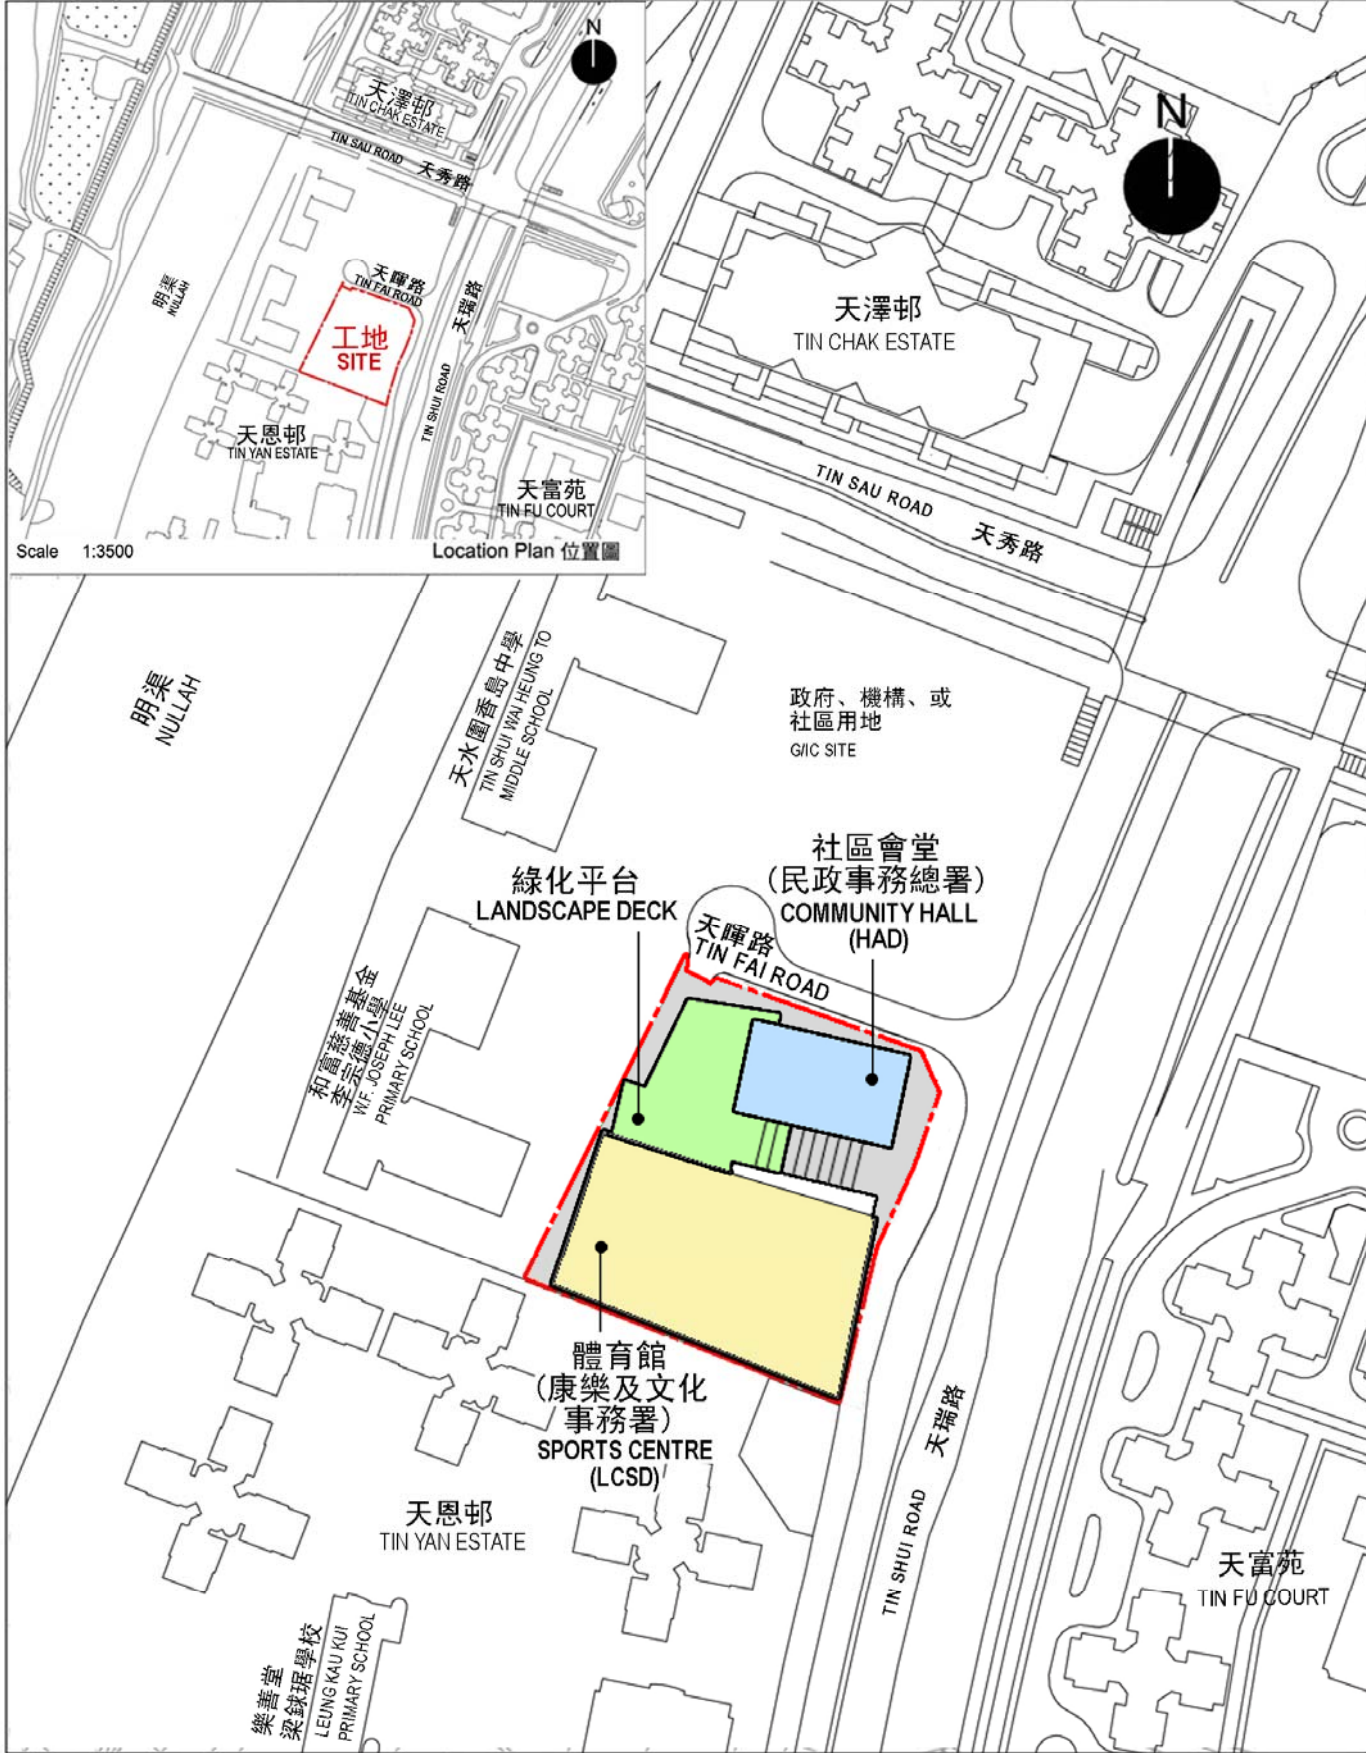 N
天澤邨
TIN CHAK ESTATE
TIN SAU ROAD
天秀路
明渠
NULLAH
天暉路
TIN FAI ROAD
天瑞路
TIN SHUI ROAD
工地
SITE
天恩邨
TIN YAN ESTATE
天富苑
TIN FU COURT
Scale 1:3500
Location Plan 位置圖
N
天澤邨
TIN CHAK ESTATE
TIN SAU ROAD
天秀路
明渠
NULLAH
天水圍香島中學
TIN SHUI WAI HEUNG TO
MIDDLE SCHOOL
政府、機構、或
社區用地
G/IC SITE
社區會堂
(民政事務總署)
COMMUNITY HALL
(HAD)
綠化平台
LANDSCAPE DECK
天暉路
TIN FAI ROAD
和富慈善基金
李宗德小學
W.F. JOSEPH LEE
PRIMARY SCHOOL
體育館
(康樂及文化
事務署)
SPORTS CENTRE
(LCSD)
天瑞路
TIN SHUI ROAD
天恩邨
TIN YAN ESTATE
天富苑
TIN FU COURT
樂善堂
梁銶琚學校
LEUNG KAU KUI
PRIMARY SCHOOL